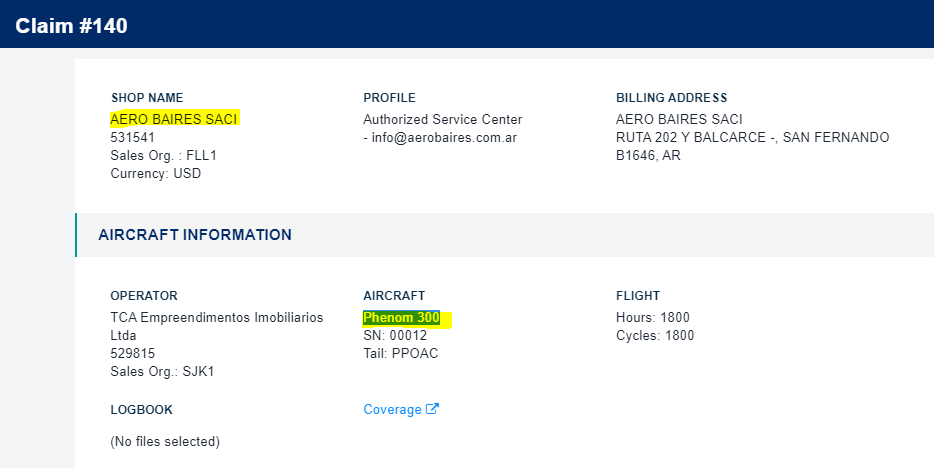 Claim #140
SHOP NAME
AERO BAIRES SACI
531541
Sales Org. : FLL1
Currency: USD
PROFILE
Authorized Service Center
- info@aerobaires.com.ar
BILLING ADDRESS
AERO BAIRES SACI
RUTA 202 Y BALCARCE -, SAN FERNANDO
B1646, AR
AIRCRAFT INFORMATION
OPERATOR
TCA Empreendimentos Imobiliarios
Ltda
529815
Sales Org.: SJK1
AIRCRAFT
Phenom 300
SN: 00012
Tail: PPOAC
FLIGHT
Hours: 1800
Cycles: 1800
LOGBOOK
(No files selected)
Coverage